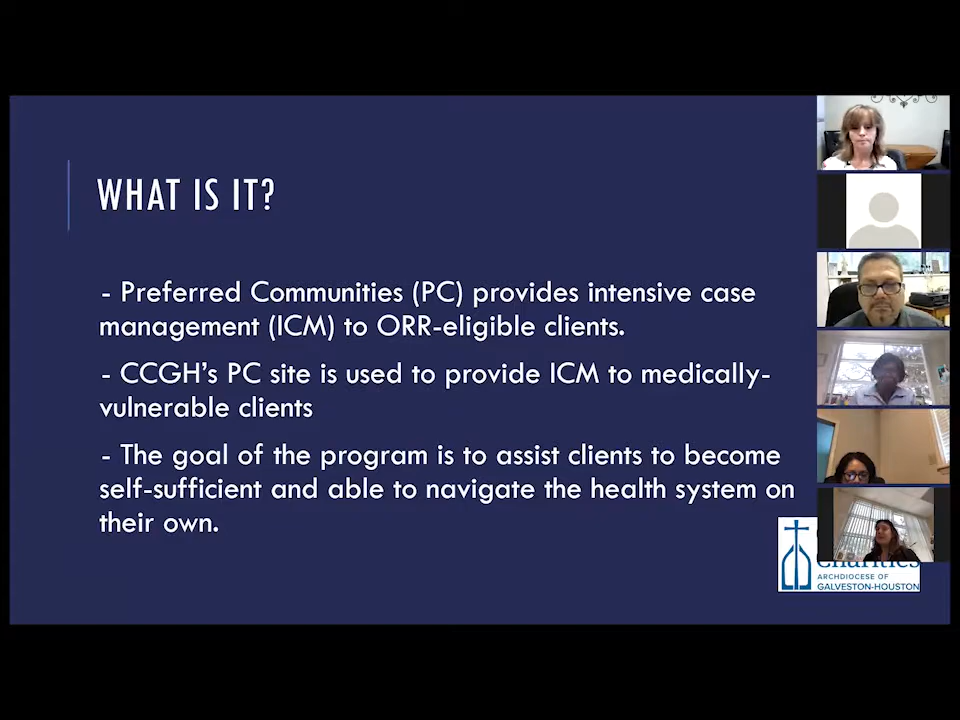 WHAT IS IT?
- Preferred Communities (PC) provides intensive case
management (ICM) to ORR-eligible clients.
- CCGH’s PC site is used to provide ICM to medically-
vulnerable clients
- The goal of the program is to assist clients to become
self-sufficient and able to navigate the health system on
their own.
Charities
ARCHDIOCESE OF
GALVESTON-HOUSTON